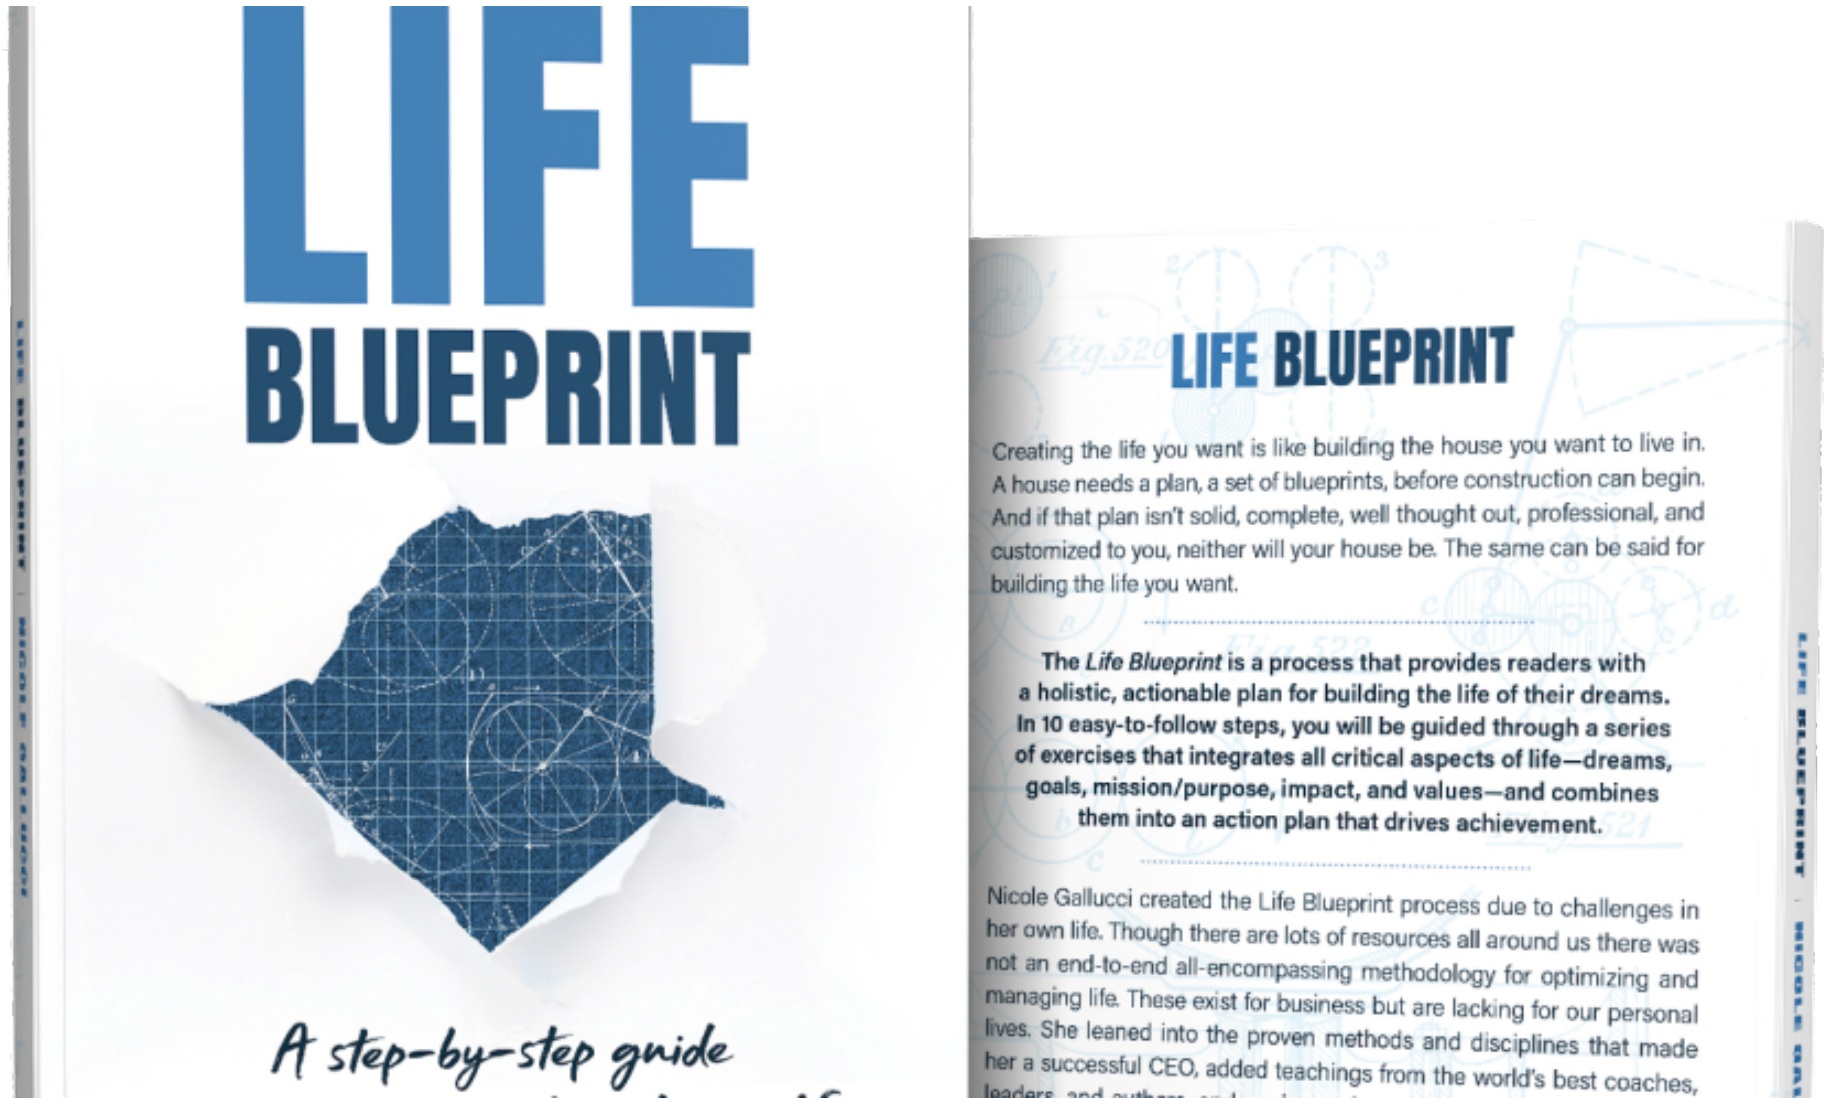 LIFE
BLUEPRINT
A step-by-step guide
LIFE BLUEPRINT
Creating the life you want is like building the house you want to live in.
A house needs a plan, a set of blueprints, before construction can begin.
And if that plan isn't solid, complete, well thought out, professional, and
customized to you, neither will your house be. The same can be said for
building the life you want.
The Life Blueprint is a process that provides readers with
a holistic, actionable plan for building the life of their dreams.
In 10 easy-to-follow steps, you will be guided through a series
of exercises that integrates all critical aspects of life—dreams,
goals, mission/purpose, impact, and values—and combines
them into an action plan that drives achievement.
Nicole Gallucci created the Life Blueprint process due to challenges in
her own life. Though there are lots of resources all around us there was
not an end-to-end all-encompassing methodology for optimizing and
managing life. These exist for business but are lacking for our personal
lives. She leaned into the proven methods and disciplines that made
her a successful CEO, added teachings from the world's best coaches,
leaders, and
LIFE BLUEPRINT | NICOLE
Fig.520
Fig.522
521